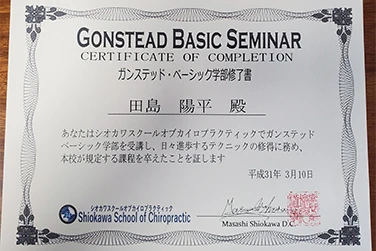 GONSTEAD BASIC SEMINAR
CERTIFICATE OF COMPLETION
ガンステッド・ベーシック学部修了書
田島 陽平 殿
あなたはシオカワスクールオブカイロプラクティックでガンステッド
ベーシック学部を受講し、日々進歩するテクニックの修得に務め、
本校が規定する課程を卒えたことを証します
平成31年 3月10日
シオカワスクールオブカイロプラクティック
Shiokawa School of Chiropractic
Masashi Shiokawa D.C.